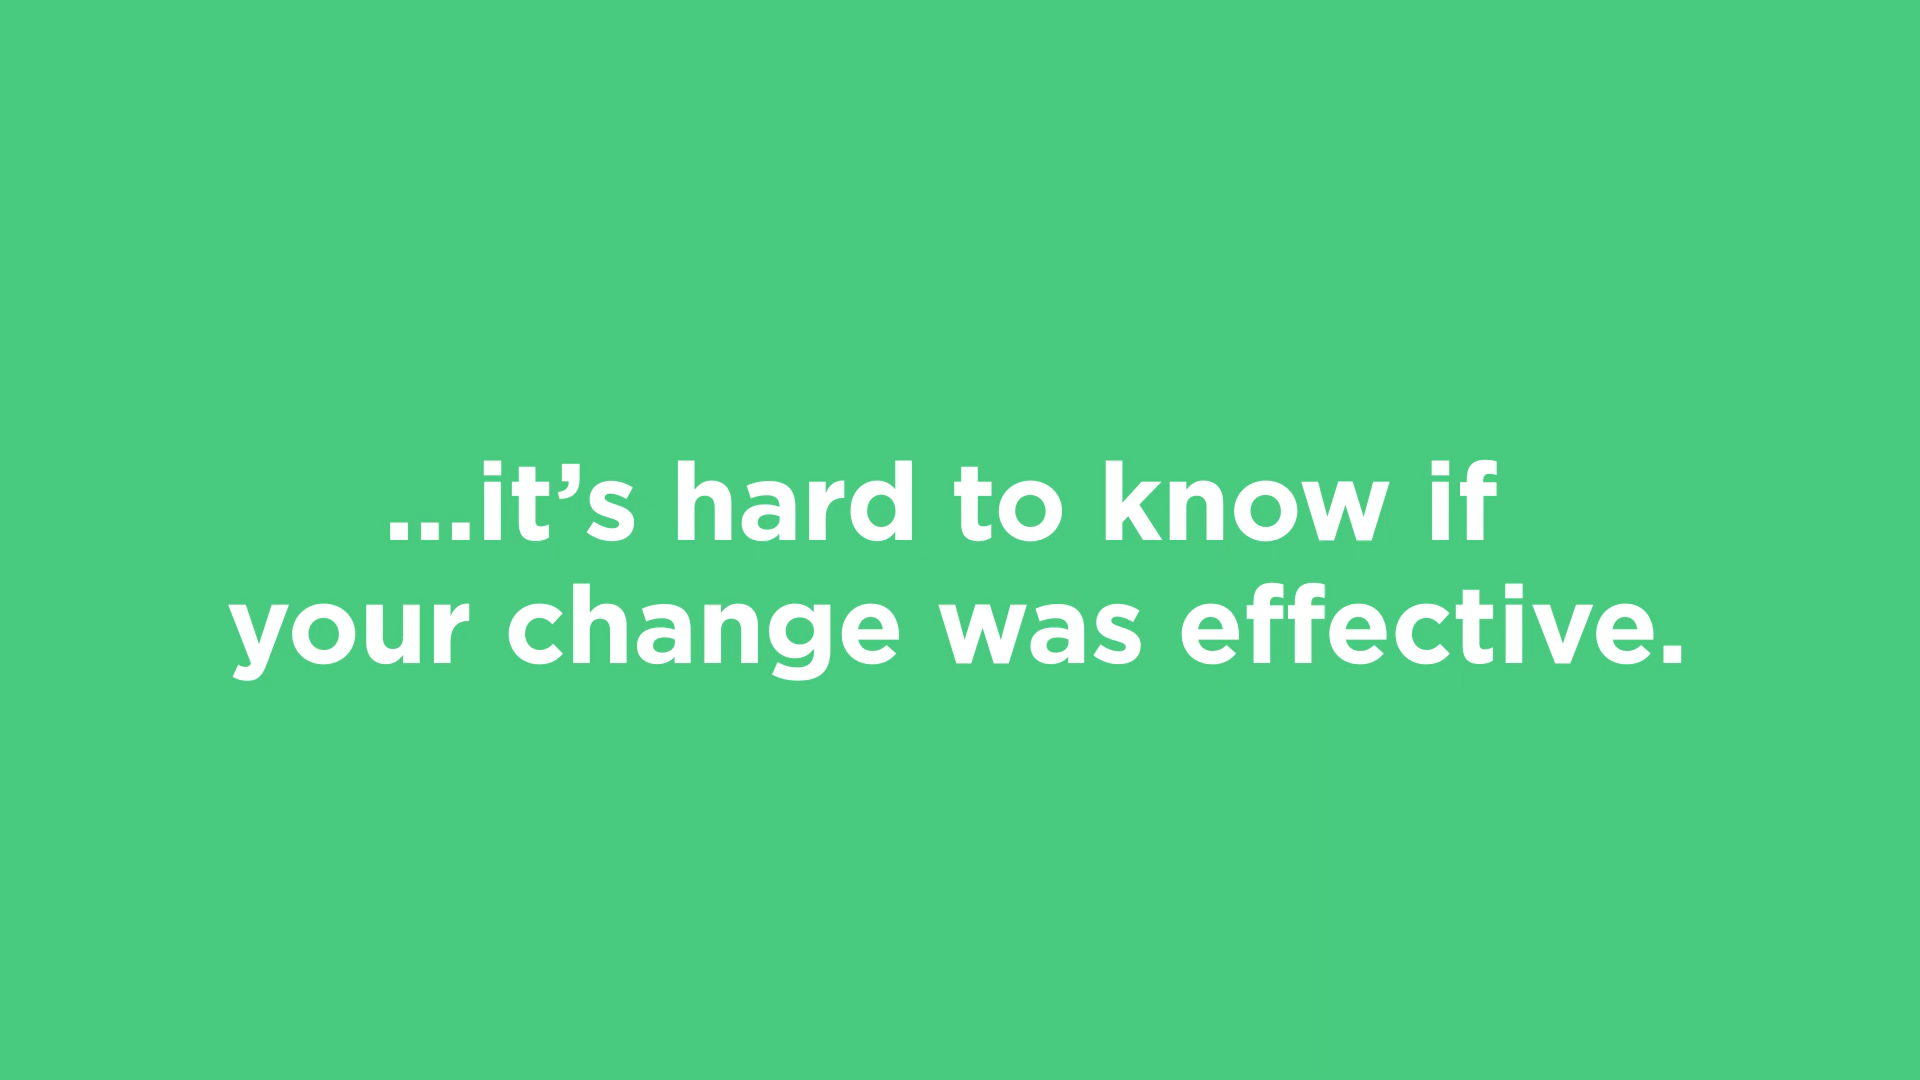 ...it’s hard to know if
your change was effective.